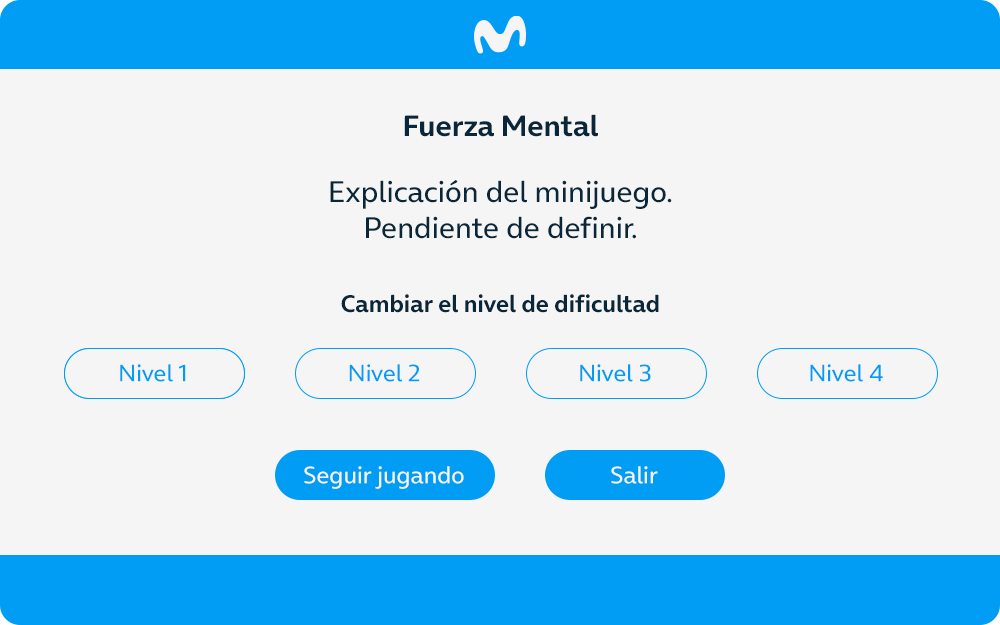 Fuerza Mental
Explicación del minijuego.
Pendiente de definir.
Cambiar el nivel de dificultad
Nivel 1
Nivel 2
Nivel 3
Nivel 4
Seguir jugando
Salir